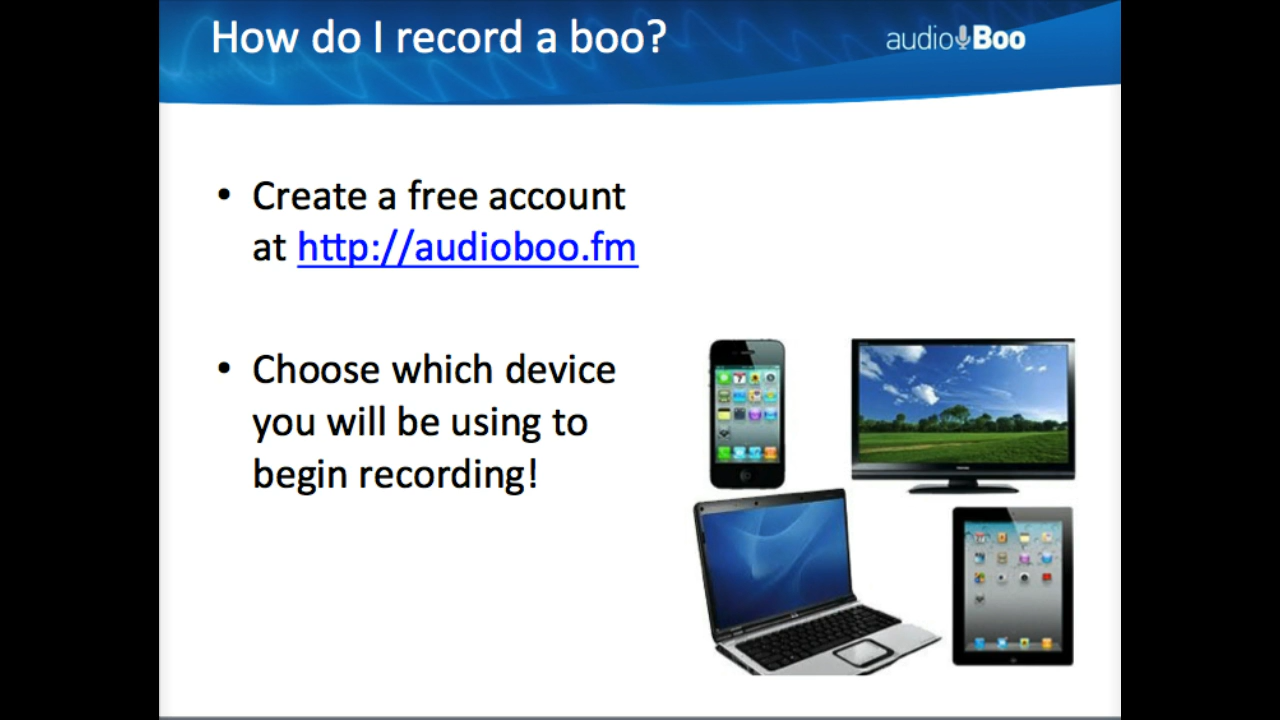 How do I record a boo?
audioBoo
• Create a free account
at http://audioboo.fm
• Choose which device
you will be using to
begin recording!